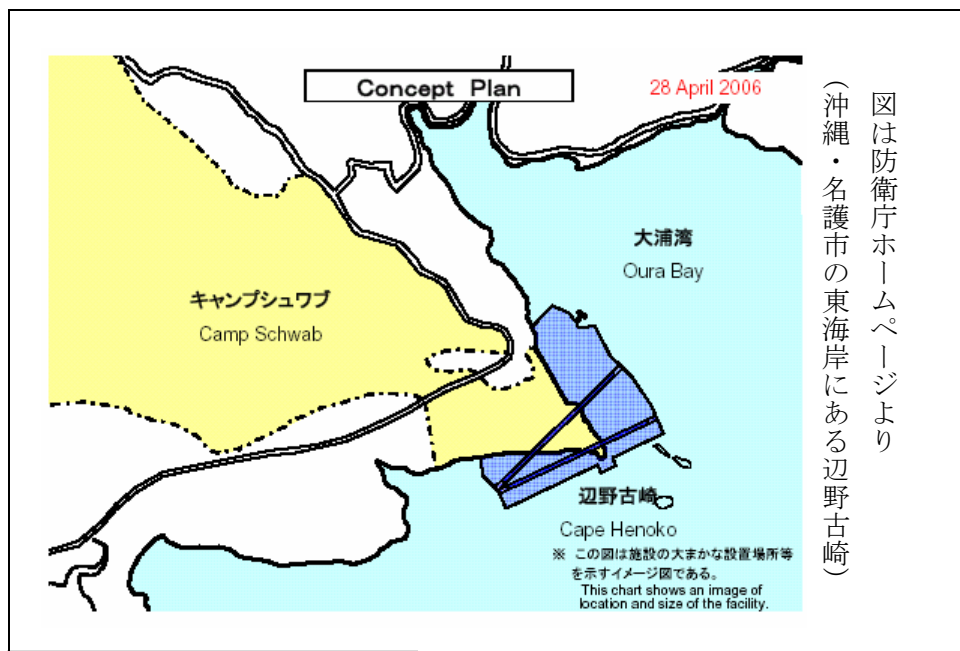 Concept Plan
28 April 2006
大浦湾
Oura Bay
キャンプシュワブ
Camp Schwab
辺野古崎
Cape Henoko
※ この図は施設の大まかな設置場所等
を示すイメージ図である。
This chart shows an image of
location and size of the facility.
図は防衛庁ホームページより
(沖縄・名護市の東海岸にある辺野古崎)